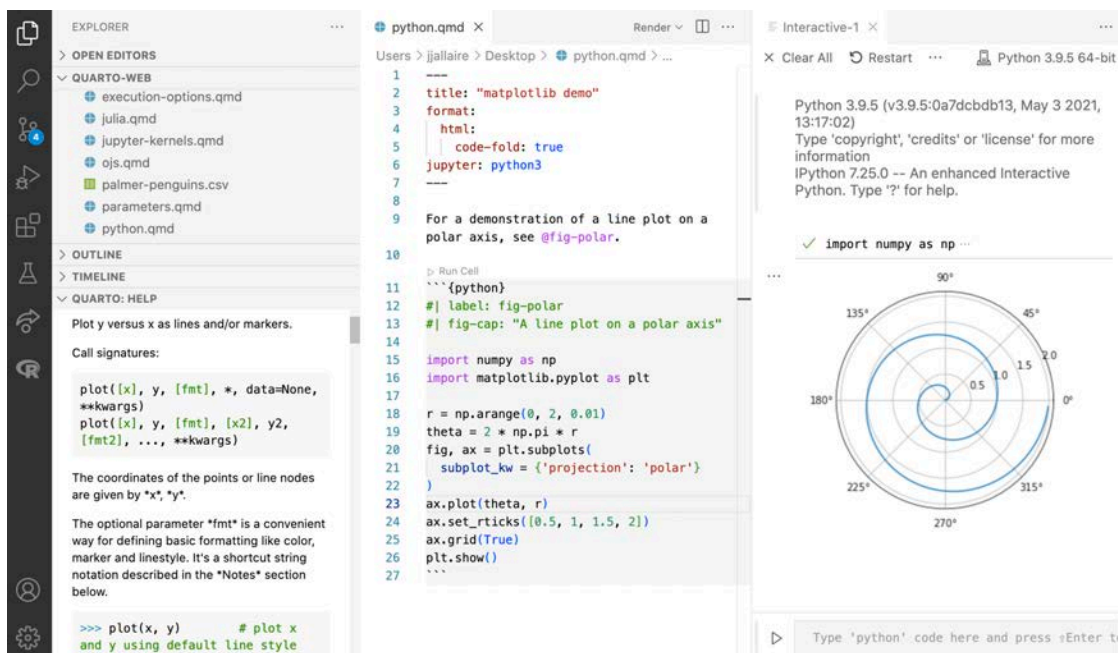 EXPLORER
OPEN EDITORS
QUARTO-WEB
execution-options.qmd
julia.qmd
jupyter-kernels.qmd
ojs.qmd
palmer-penguins.csv
parameters.qmd
python.qmd
OUTLINE
TIMELINE
QUARTO: HELP
Plot y versus x as lines and/or markers.
Call signatures:
plot([x], y, [fmt], *, data=None,
**kwargs)
plot([x], y, [fmt], [x2], y2,
[fmt2], ..., **kwargs)
The coordinates of the points or line nodes
are given by *x*, *y*.
The optional parameter *fmt* is a convenient
way for defining basic formatting like color,
marker and linestyle. It's a shortcut string
notation described in the *Notes* section
below.
>>> plot(x, y) # plot x
and y using default line style
4
python.qmd
Render
Users > jjallaire > Desktop > python.qmd > ...
1 ---
2 title: "matplotlib demo"
3 format:
4 html:
5 code-fold: true
6 jupyter: python3
7 ---
8
9 For a demonstration of a line plot on a
polar axis, see @fig-polar.
10
Run Cell
11 ```{python}
12 #| label: fig-polar
13 #| fig-cap: "A line plot on a polar axis"
14
15 import numpy as np
16 import matplotlib.pyplot as plt
17
18 r = np.arange(0, 2, 0.01)
19 theta = 2 * np.pi * r
20 fig, ax = plt.subplots(
21 subplot_kw = {'projection': 'polar'}
22 )
23 ax.plot(theta, r)
24 ax.set_rticks([0.5, 1, 1.5, 2])
25 ax.grid(True)
26 plt.show()
27 ```
Interactive-1
Clear All Restart ... Python 3.9.5 64-bit
Python 3.9.5 (v3.9.5:0a7dcbdb13, May 3 2021,
13:17:02)
Type 'copyright', 'credits' or 'license' for more
information
IPython 7.25.0 -- An enhanced Interactive
Python. Type '?' for help.
import numpy as np ...
90°
135° 45°
2.0
1.5
1.0
0.5
180° 0°
225° 315°
270°
Type 'python' code here and press ⇧Enter t